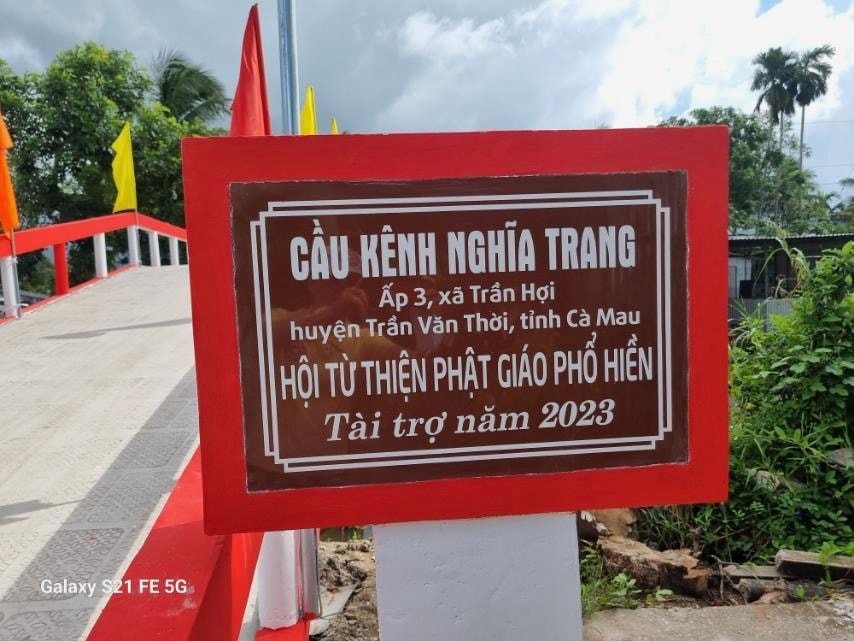 CẦU KÊNH NGHĨA TRANG
Ấp 3, xã Trần Hợi
huyện Trần Văn Thời, tỉnh Cà Mau
HỘI TỪ THIỆN PHẬT GIÁO PHỔ HIỀN
Tài trợ năm 2023
Galaxy S21 FE 5G